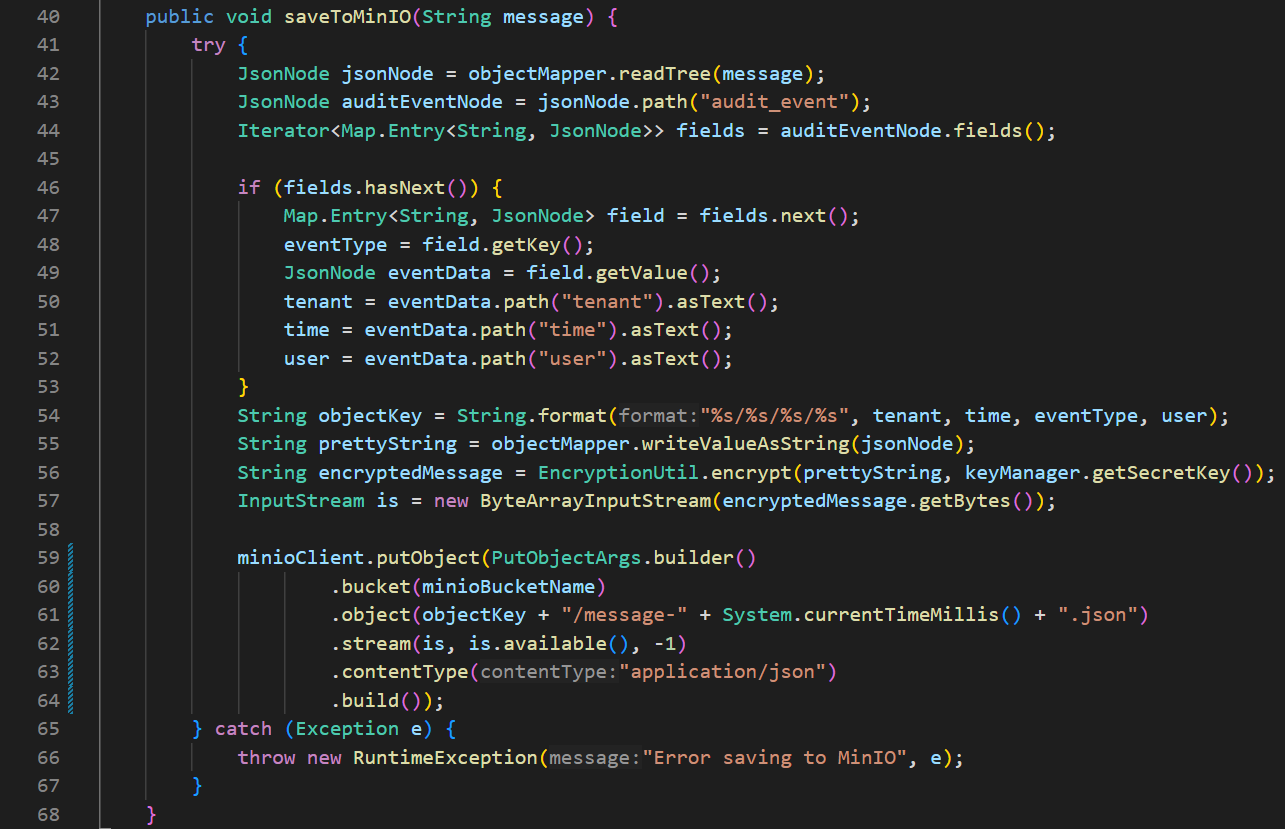 40 public void saveToMinIO(String message) {
41 try {
42 JsonNode jsonNode = objectMapper.readTree(message);
43 JsonNode auditEventNode = jsonNode.path("audit_event");
44 Iterator<Map.Entry<String, JsonNode>> fields = auditEventNode.fields();
45
46 if (fields.hasNext()) {
47 Map.Entry<String, JsonNode> field = fields.next();
48 eventType = field.getKey();
49 JsonNode eventData = field.getValue();
50 tenant = eventData.path("tenant").asText();
51 time = eventData.path("time").asText();
52 user = eventData.path("user").asText();
53 }
54 String objectKey = String.format(format:"%s/%s/%s/%s", tenant, time, eventType, user);
55 String prettyString = objectMapper.writeValueAsString(jsonNode);
56 String encryptedMessage = EncryptionUtil.encrypt(prettyString, keyManager.getSecretKey());
57 InputStream is = new ByteArrayInputStream(encryptedMessage.getBytes());
58
59 minioClient.putObject(PutObjectArgs.builder()
60 .bucket(minioBucketName)
61 .object(objectKey + "/message-" + System.currentTimeMillis() + ".json")
62 .stream(is, is.available(), -1)
63 .contentType(contentType:"application/json")
64 .build());
65 } catch (Exception e) {
66 throw new RuntimeException(message:"Error saving to MinIO", e);
67 }
68 }